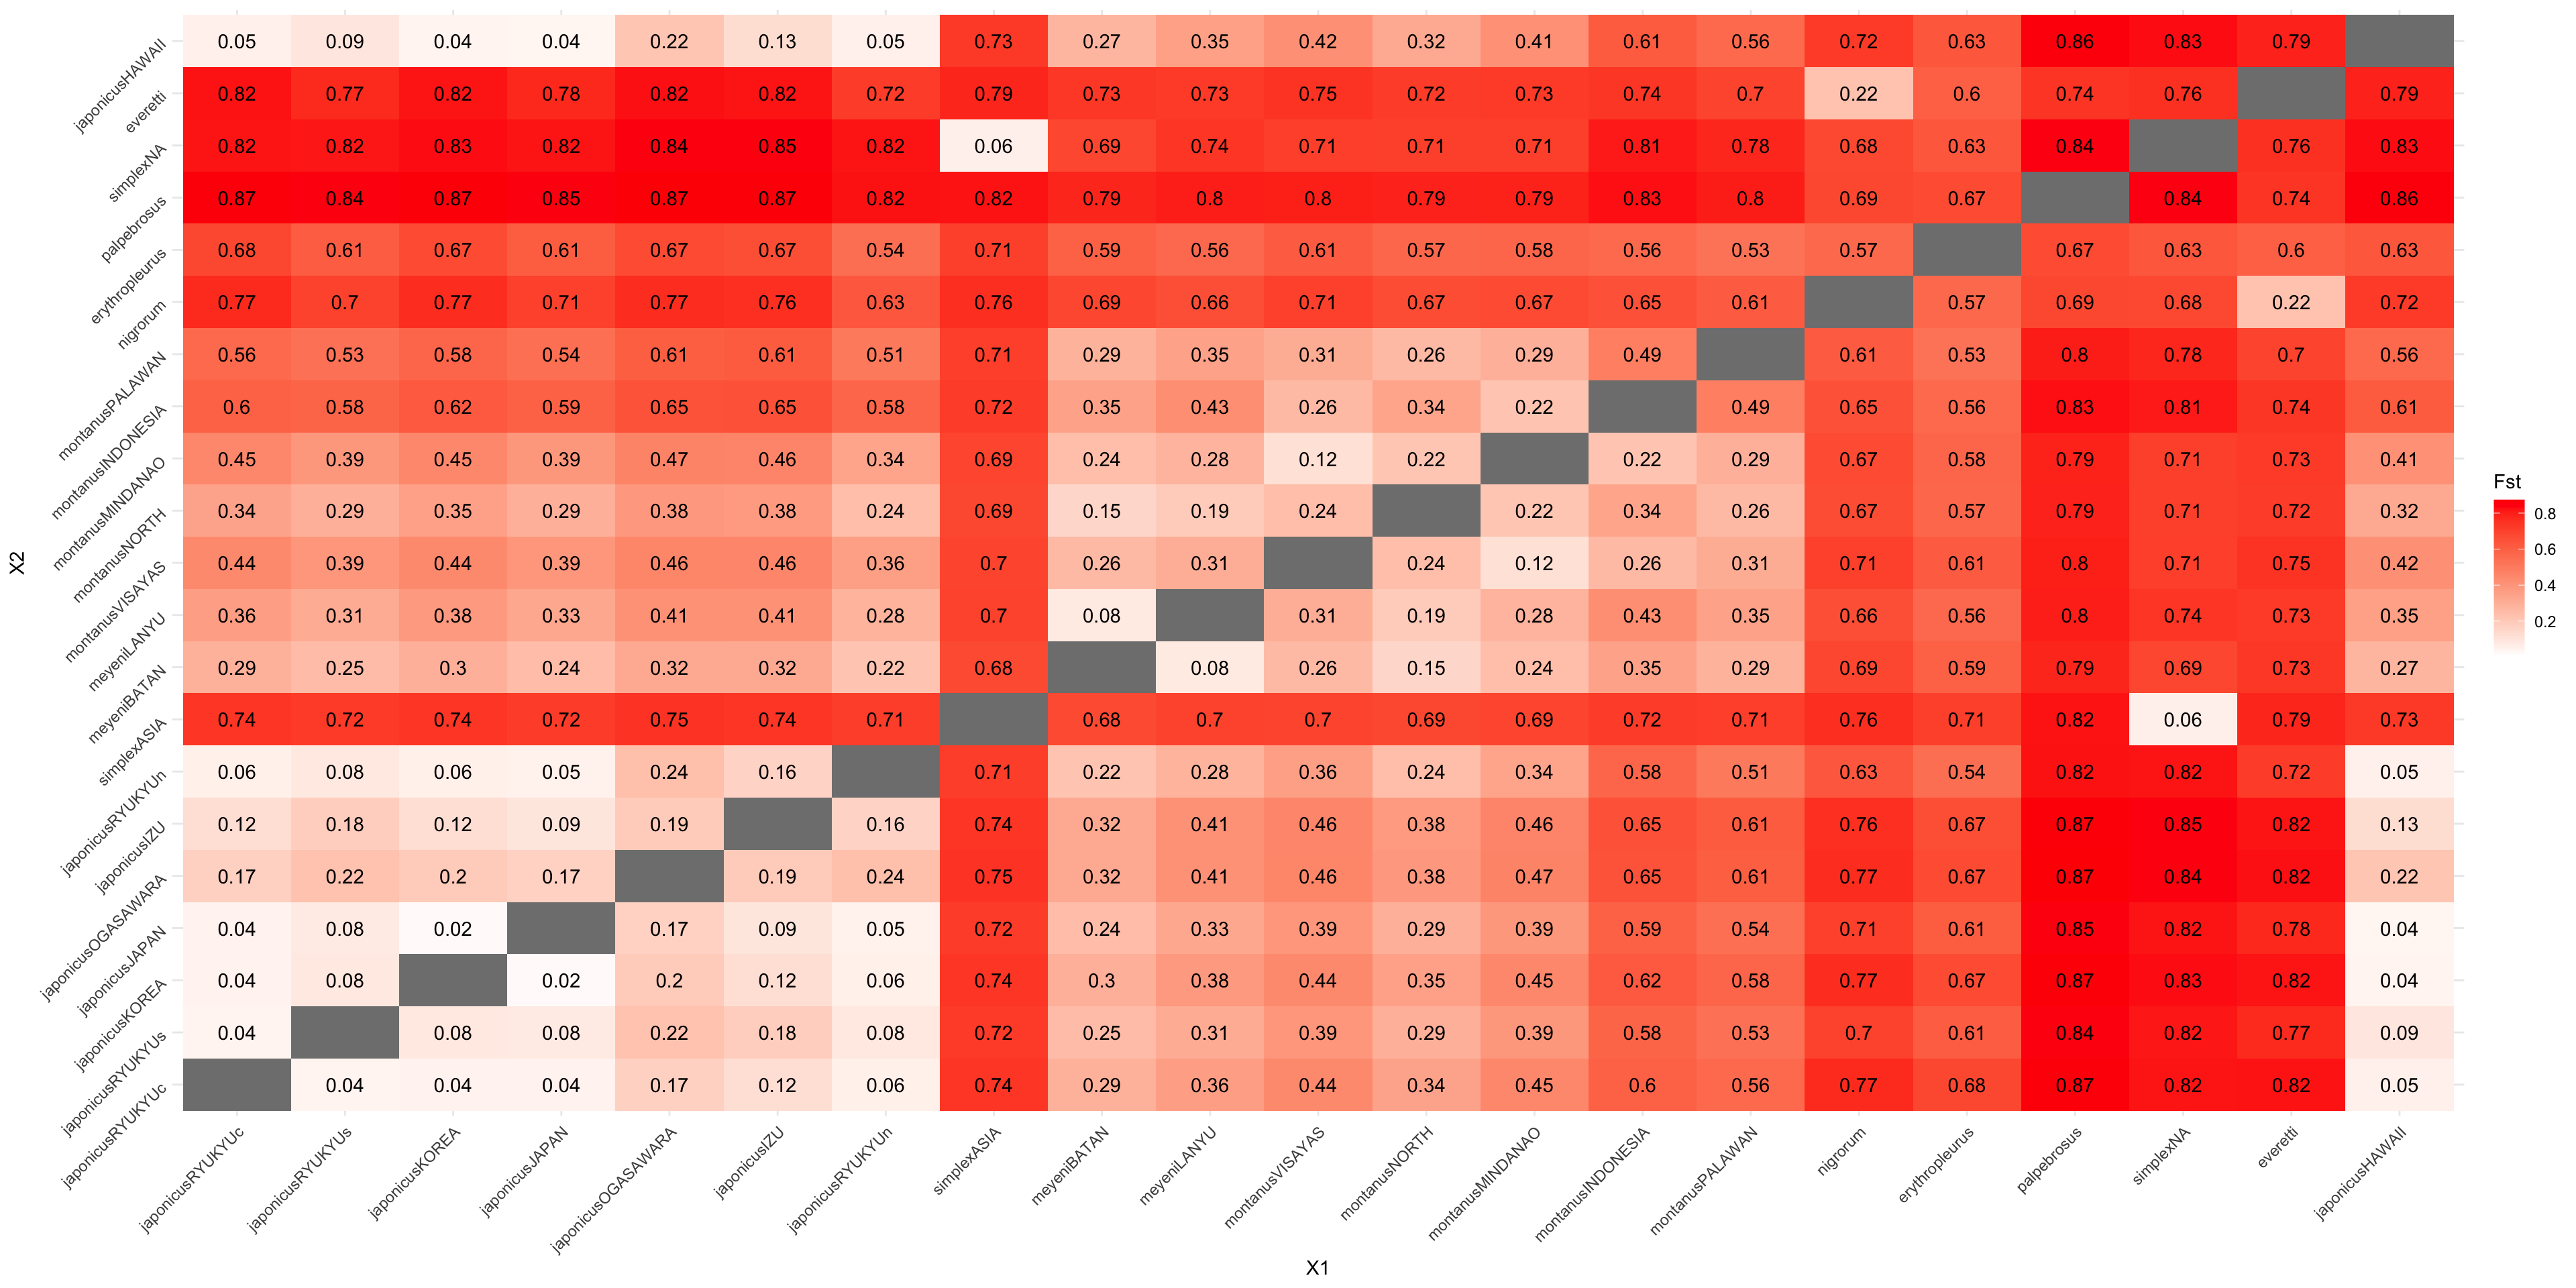 X2
japonicusHAWAII 0.05 0.09 0.04 0.04 0.22 0.13 0.05 0.73 0.27 0.35 0.42 0.32 0.41 0.61 0.56 0.72 0.63 0.86 0.83 0.79
everetti 0.82 0.77 0.82 0.78 0.82 0.82 0.72 0.79 0.73 0.73 0.75 0.72 0.73 0.74 0.7 0.22 0.6 0.74 0.76 0.79
simplexNA 0.82 0.82 0.83 0.82 0.84 0.85 0.82 0.06 0.69 0.74 0.71 0.71 0.71 0.81 0.78 0.68 0.63 0.84 0.76 0.83
palpebrosus 0.87 0.84 0.87 0.85 0.87 0.87 0.82 0.82 0.79 0.8 0.8 0.79 0.79 0.83 0.8 0.69 0.67 0.84 0.74 0.86
erythropleurus 0.68 0.61 0.67 0.61 0.67 0.67 0.54 0.71 0.59 0.56 0.61 0.57 0.58 0.56 0.53 0.57 0.67 0.63 0.6 0.63
nigrorum 0.77 0.7 0.77 0.71 0.77 0.76 0.63 0.76 0.69 0.66 0.71 0.67 0.67 0.65 0.61 0.57 0.69 0.68 0.22 0.72
montanusPALAWAN 0.56 0.53 0.58 0.54 0.61 0.61 0.51 0.71 0.29 0.35 0.31 0.26 0.29 0.49 0.61 0.53 0.8 0.78 0.7 0.56
montanusINDONESIA 0.6 0.58 0.62 0.59 0.65 0.65 0.58 0.72 0.35 0.43 0.26 0.34 0.22 0.49 0.65 0.56 0.83 0.81 0.74 0.61
montanusMINDANAO 0.45 0.39 0.45 0.39 0.47 0.46 0.34 0.69 0.24 0.28 0.12 0.22 0.22 0.29 0.67 0.58 0.79 0.71 0.73 0.41
montanusNORTH 0.34 0.29 0.35 0.29 0.38 0.38 0.24 0.69 0.15 0.19 0.24 0.22 0.34 0.26 0.67 0.57 0.79 0.71 0.72 0.32
montanusVISAYAS 0.44 0.39 0.44 0.39 0.46 0.46 0.36 0.7 0.26 0.31 0.24 0.12 0.26 0.31 0.71 0.61 0.8 0.71 0.75 0.42
meyeniLANYU 0.36 0.31 0.38 0.33 0.41 0.41 0.28 0.7 0.08 0.31 0.19 0.28 0.43 0.35 0.66 0.56 0.8 0.74 0.73 0.35
meyeniBATAN 0.29 0.25 0.3 0.24 0.32 0.32 0.22 0.68 0.08 0.26 0.15 0.24 0.35 0.29 0.69 0.59 0.79 0.69 0.73 0.27
simplexASIA 0.74 0.72 0.74 0.72 0.75 0.74 0.71 0.68 0.7 0.7 0.69 0.69 0.72 0.71 0.76 0.71 0.82 0.06 0.79 0.73
japonicusRYUKYUn 0.06 0.08 0.06 0.05 0.24 0.16 0.71 0.22 0.28 0.36 0.24 0.34 0.58 0.51 0.63 0.54 0.82 0.82 0.72 0.05
japonicusIZU 0.12 0.18 0.12 0.09 0.19 0.16 0.74 0.32 0.41 0.46 0.38 0.46 0.65 0.61 0.76 0.67 0.87 0.85 0.82 0.13
japonicusOGASAWARA 0.17 0.22 0.2 0.17 0.19 0.24 0.75 0.32 0.41 0.46 0.38 0.47 0.65 0.61 0.77 0.67 0.87 0.84 0.82 0.22
japonicusJAPAN 0.04 0.08 0.02 0.17 0.09 0.05 0.72 0.24 0.33 0.39 0.29 0.39 0.59 0.54 0.71 0.61 0.85 0.82 0.78 0.04
japonicusKOREA 0.04 0.08 0.02 0.2 0.12 0.06 0.74 0.3 0.38 0.44 0.35 0.45 0.62 0.58 0.77 0.67 0.87 0.83 0.82 0.04
japonicusRYUKYUs 0.04 0.08 0.08 0.22 0.18 0.08 0.72 0.25 0.31 0.39 0.29 0.39 0.58 0.53 0.7 0.61 0.84 0.82 0.77 0.09
japonicusRYUKYUc 0.04 0.04 0.04 0.17 0.12 0.06 0.74 0.29 0.36 0.44 0.34 0.45 0.6 0.56 0.77 0.68 0.87 0.82 0.82 0.05
japonicusRYUKYUc japonicusRYUKYUs japonicusKOREA japonicusJAPAN japonicusOGASAWARA japonicusIZU japonicusRYUKYUn simplexASIA meyeniBATAN meyeniLANYU montanusVISAYAS montanusNORTH montanusMINDANAO montanusINDONESIA montanusPALAWAN nigrorum erythropleurus palpebrosus simplexNA everetti japonicusHAWAII
X1
Fst
0.8
0.6
0.4
0.2